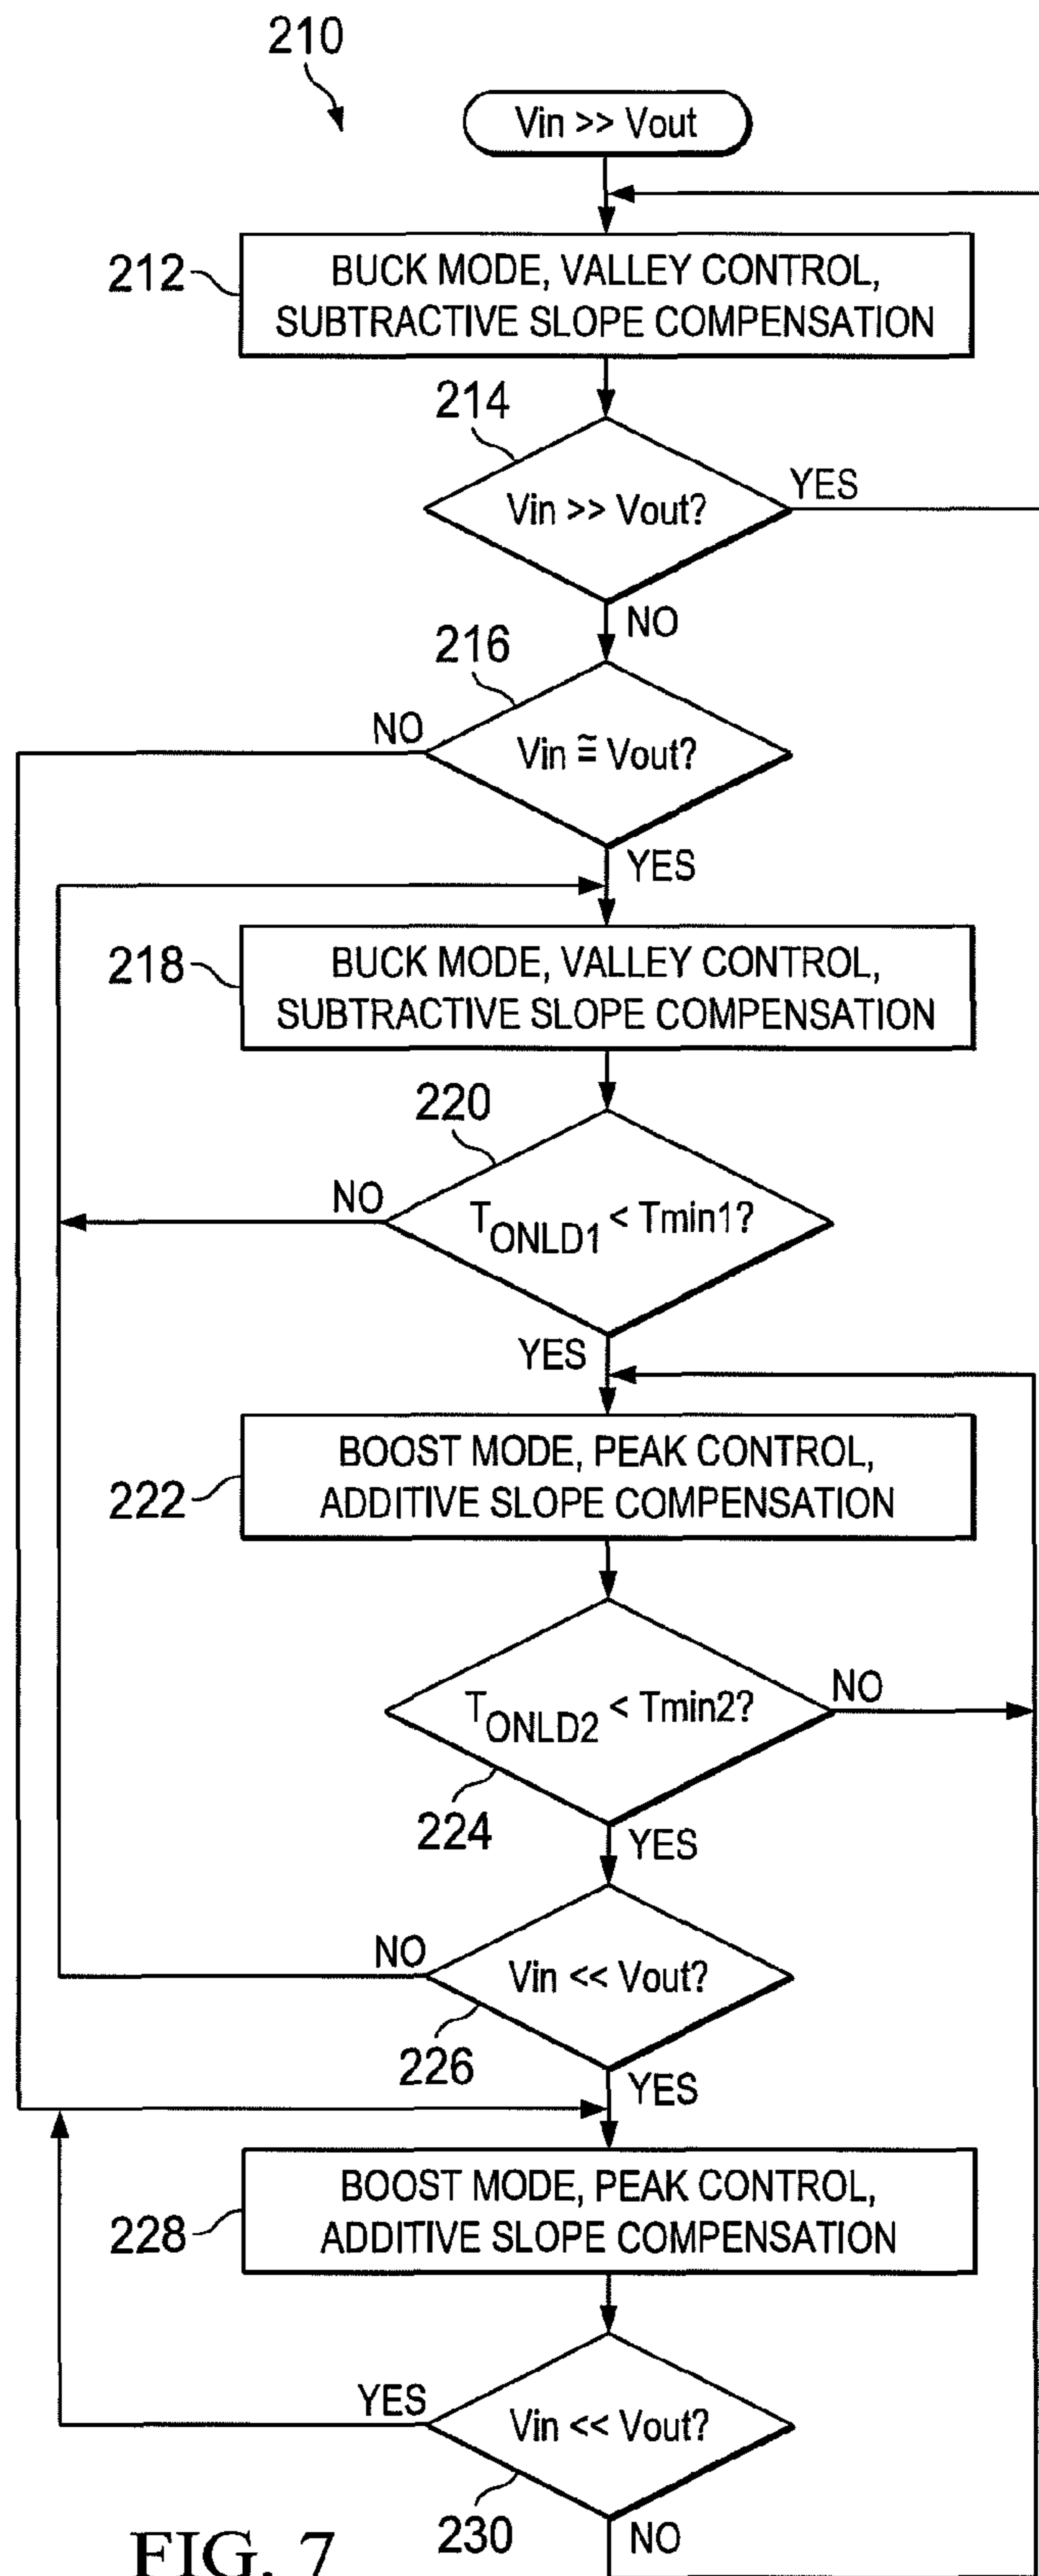 210
Vin >> Vout
212
BUCK MODE, VALLEY CONTROL,
SUBTRACTIVE SLOPE COMPENSATION
214
Vin >> Vout?
YES
NO
216
NO
Vin ≅ Vout?
YES
218
BUCK MODE, VALLEY CONTROL,
SUBTRACTIVE SLOPE COMPENSATION
220
NO
TONLD1 < Tmin1?
YES
222
BOOST MODE, PEAK CONTROL,
ADDITIVE SLOPE COMPENSATION
TONLD2 < Tmin2?
NO
224
YES
NO
Vin << Vout?
226
YES
228
BOOST MODE, PEAK CONTROL,
ADDITIVE SLOPE COMPENSATION
YES
Vin << Vout?
230
NO
FIG. 7